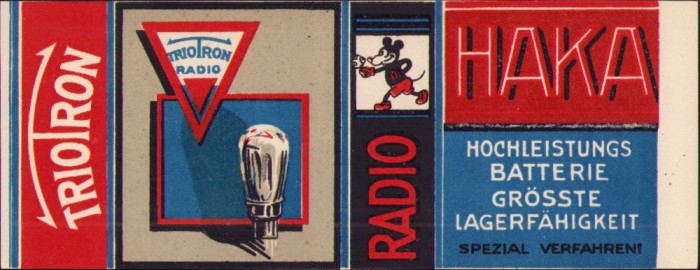 TRIOTRON
TRIOTRON
RADIO
RADIO
HAKA
HOCHLEISTUNGS
BATTERIE
GRÖSSTE
LAGERFÄHIGKEIT
SPEZIAL VERFAHREN!